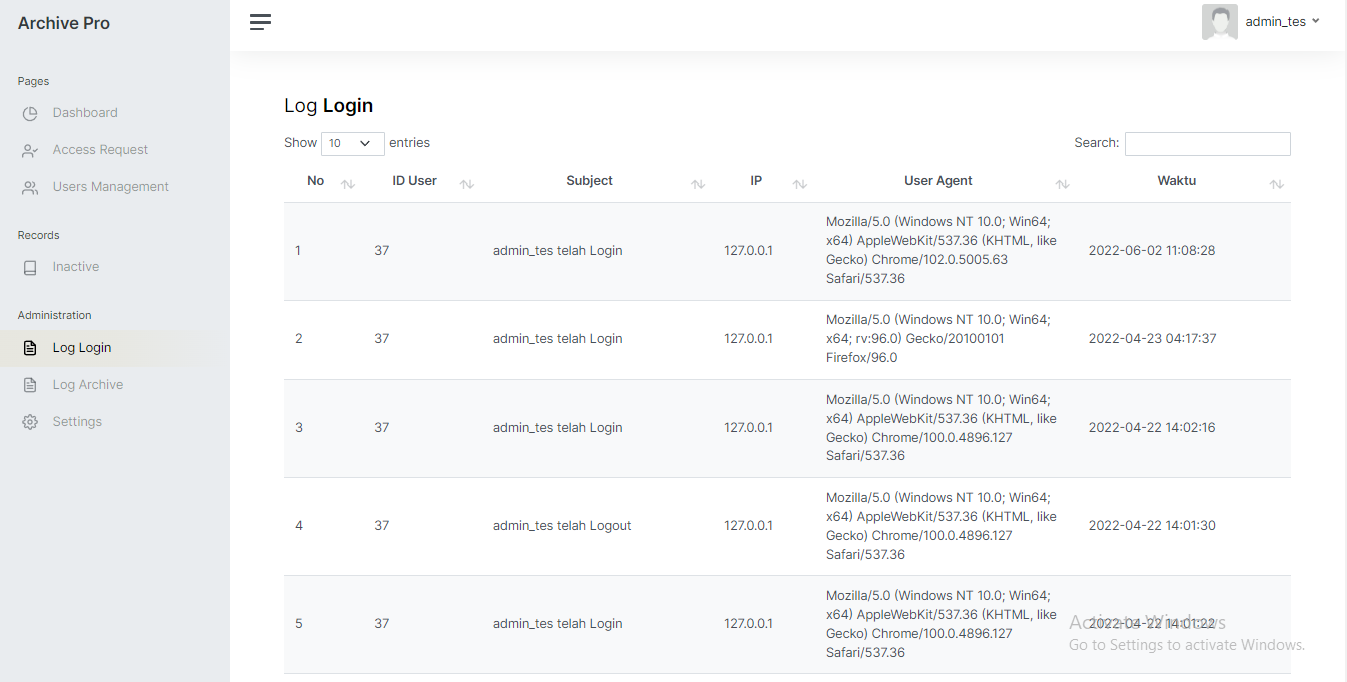 Archive Pro
admin_tes
Pages
Dashboard
Access Request
Users Management
Records
Inactive
Administration
Log Login
Log Archive
Settings
Log Login
Show 10 entries
Search:
No ID User Subject IP User Agent Waktu
1 37 admin_tes telah Login 127.0.0.1 Mozilla/5.0 (Windows NT 10.0; Win64;
x64) AppleWebKit/537.36 (KHTML, like
Gecko) Chrome/102.0.5005.63
Safari/537.36
2022-06-02 11:08:28
2 37 admin_tes telah Login 127.0.0.1 Mozilla/5.0 (Windows NT 10.0; Win64;
x64; rv:96.0) Gecko/20100101
Firefox/96.0
2022-04-23 04:17:37
3 37 admin_tes telah Login 127.0.0.1 Mozilla/5.0 (Windows NT 10.0; Win64;
x64) AppleWebKit/537.36 (KHTML, like
Gecko) Chrome/100.0.4896.127
Safari/537.36
2022-04-22 14:02:16
4 37 admin_tes telah Logout 127.0.0.1 Mozilla/5.0 (Windows NT 10.0; Win64;
x64) AppleWebKit/537.36 (KHTML, like
Gecko) Chrome/100.0.4896.127
Safari/537.36
2022-04-22 14:01:30
5 37 admin_tes telah Login 127.0.0.1 Mozilla/5.0 (Windows NT 10.0; Win64;
x64) AppleWebKit/537.36 (KHTML, like
Gecko) Chrome/100.0.4896.127
Safari/537.36
2022-04-22 14:01:22
Activate Windows
Go to Settings to activate Windows.